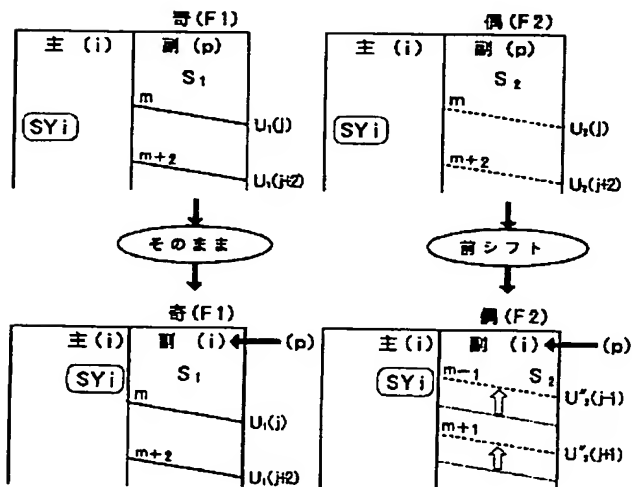 奇(F1)
主(i) 副(p)
S₁
SYi
m
U₁(j)
m+2
U₁(j+2)
偶(F2)
主(i) 副(p)
S₂
SYi
m
U₂(j)
m+2
U₂(j+2)
そのまま
前シフト
奇(F1)
主(i) 副(i) (p)
SYi
S₁
m
U₁(j)
m+2
U₁(j+2)
偶(F2)
主(i) 副(i) (p)
SYi
m-1
S₂
U″₂(j-1)
m+1
U″₂(j+1)